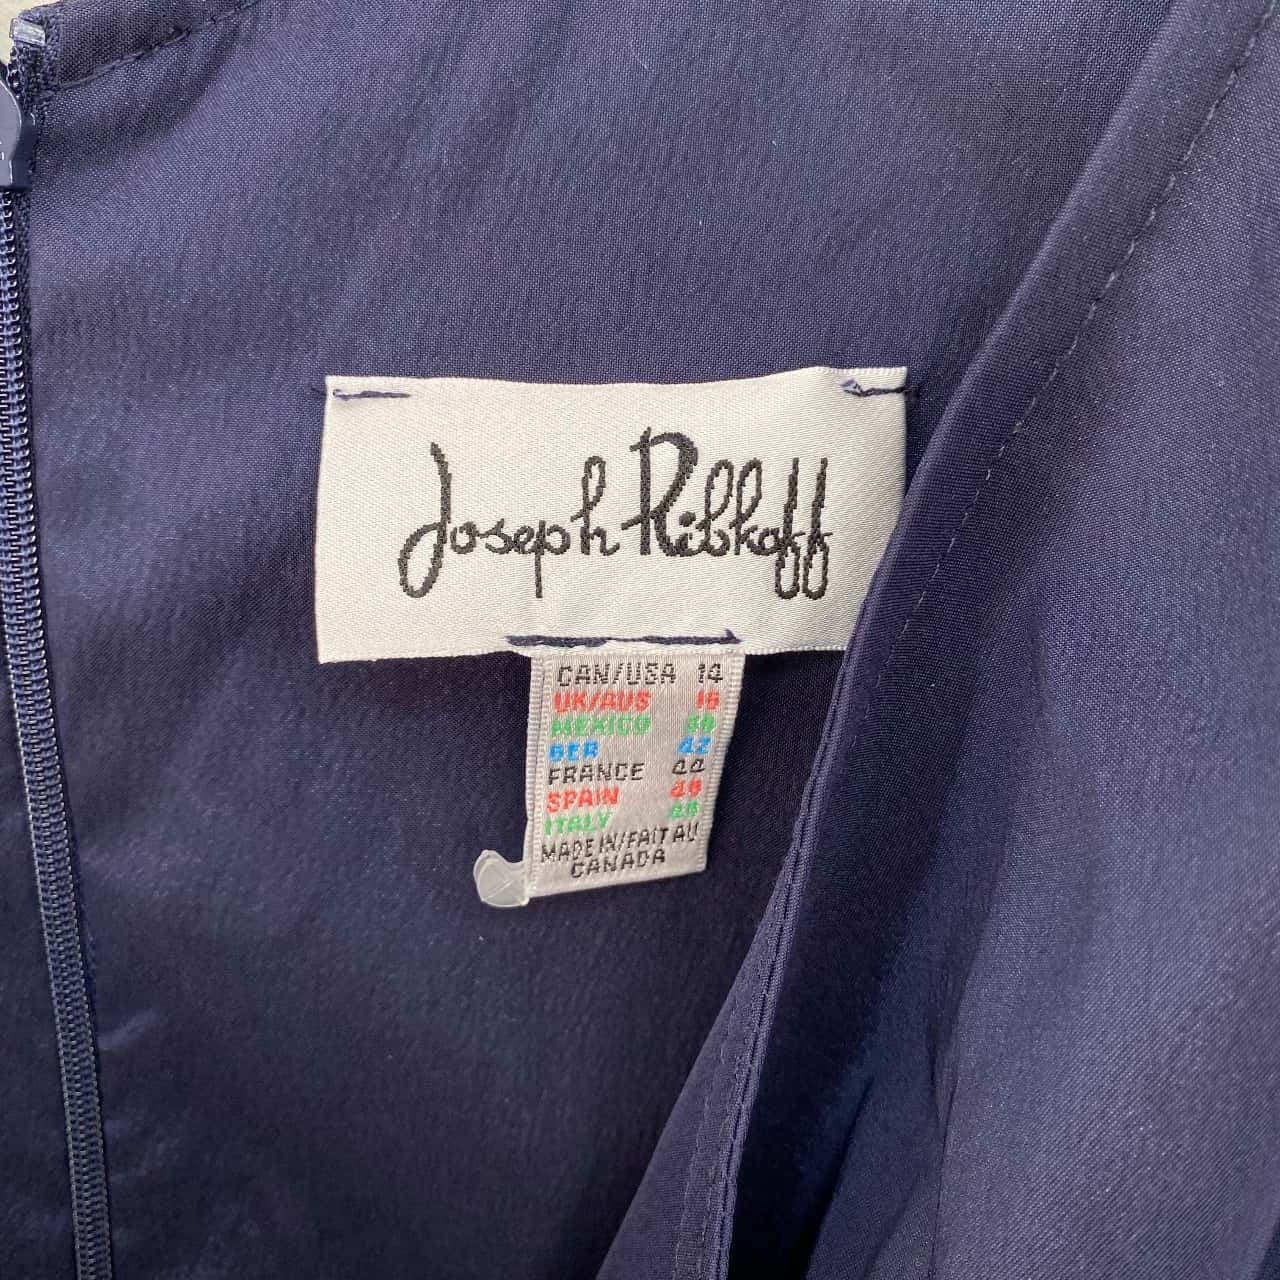 Joseph Ribkoff
CAN/USA 14
UK/AUS 16
MEXICO
GER 42
FRANCE 44
SPAIN
ITALY
MADE IN/FAIT AU
CANADA